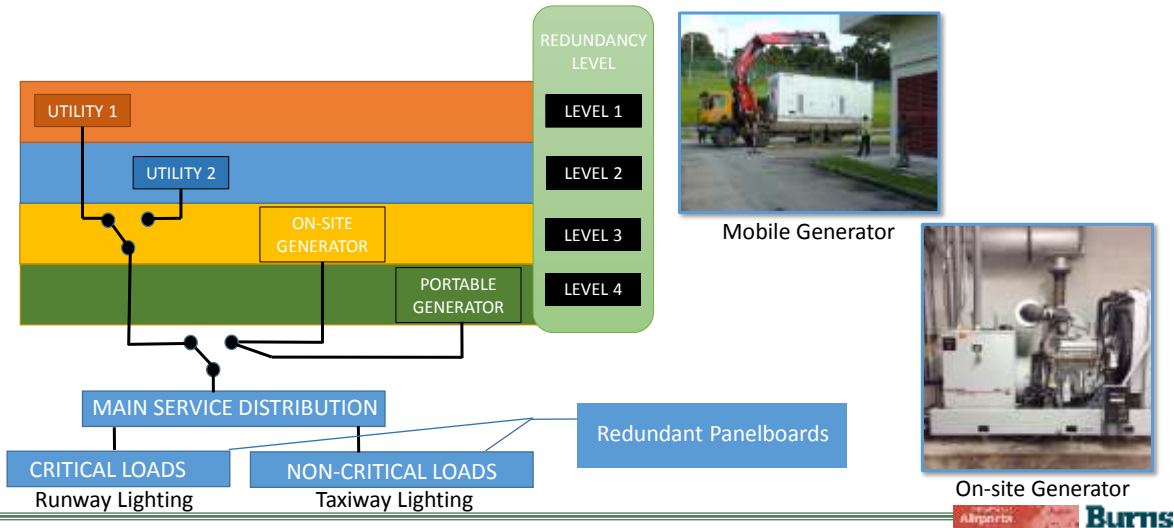 REDUNDANCY
LEVEL
UTILITY 1
LEVEL 1
UTILITY 2
LEVEL 2
ON-SITE
GENERATOR
LEVEL 3
PORTABLE
GENERATOR
LEVEL 4
Mobile Generator
MAIN SERVICE DISTRIBUTION
Redundant Panelboards
CRITICAL LOADS
NON-CRITICAL LOADS
Runway Lighting
Taxiway Lighting
On-site Generator
Airports
Burns